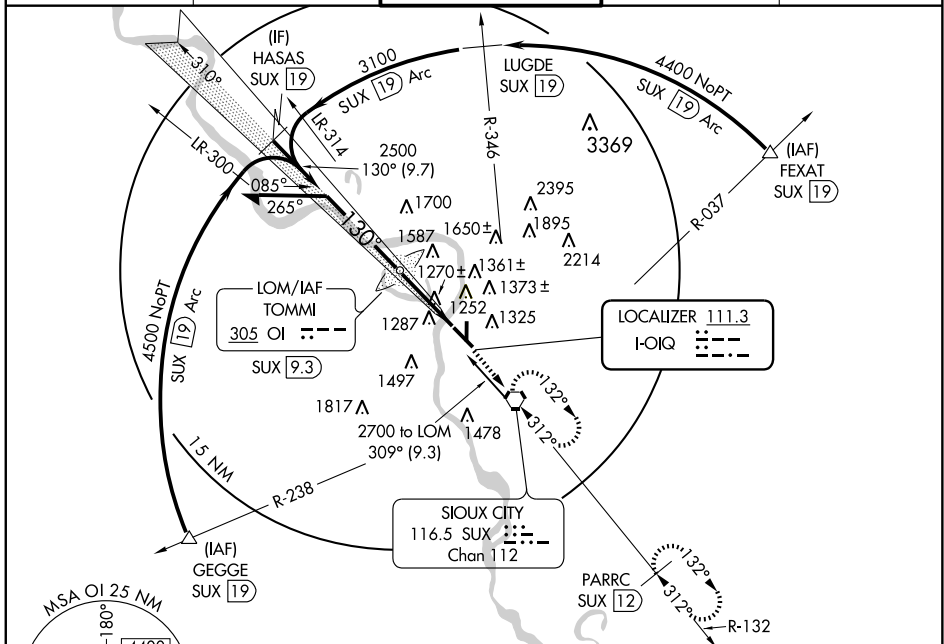 (IF)
HASAS
SUX 19
310°
3100
SUX 19 Arc
LUGDE
SUX 19
4400 NoPT
SUX 19 Arc
(IAF)
FEXAT
SUX 19
R-037
R-346
3369
LR-300
LR-314
2500
130° (9.7)
085°
265°
130°
1700
2395
1587
1650±
1895
2214
1270±
1361±
1373±
1252
1287
1325
LOM/IAF
TOMMI
305 OI
SUX 9.3
LOCALIZER 111.3
I-OIQ
4500 NoPT
SUX 19 Arc
1497
1817
1478
2700 to LOM
309° (9.3)
132°
312°
15 NM
R-238
SIOUX CITY
116.5 SUX
Chan 112
(IAF)
GEGGE
SUX 19
PARRC
SUX 12
132°
312°
R-132
MSA OI 25 NM
180°